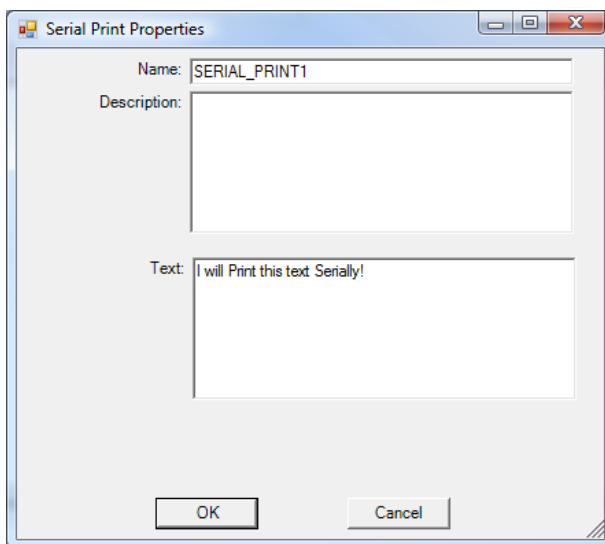 Serial Print Properties
Name: SERIAL_PRINT1
Description:
Text: I will Print this text Serially!
OK Cancel